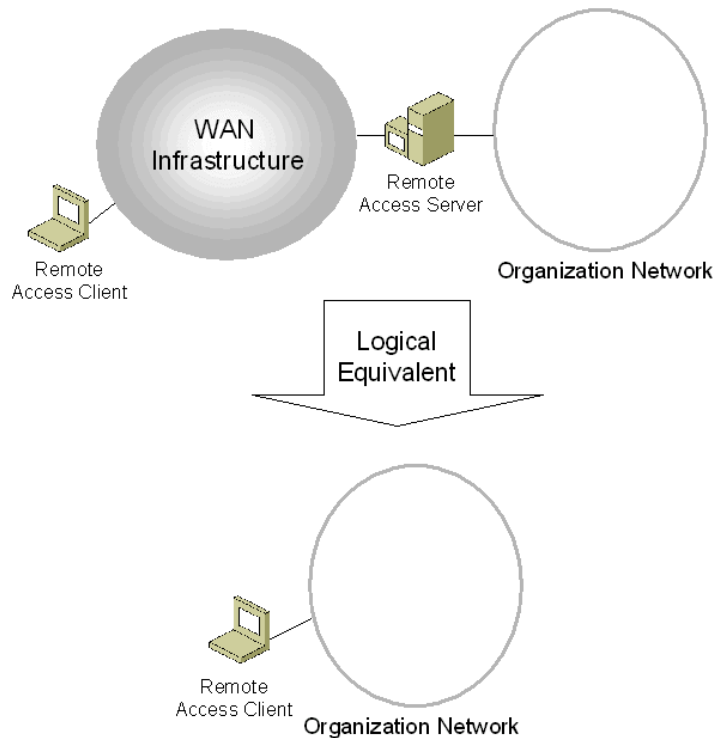 WAN
Infrastructure
Remote
Access Server
Remote
Access Client
Organization Network
Logical
Equivalent
Remote
Access Client
Organization Network